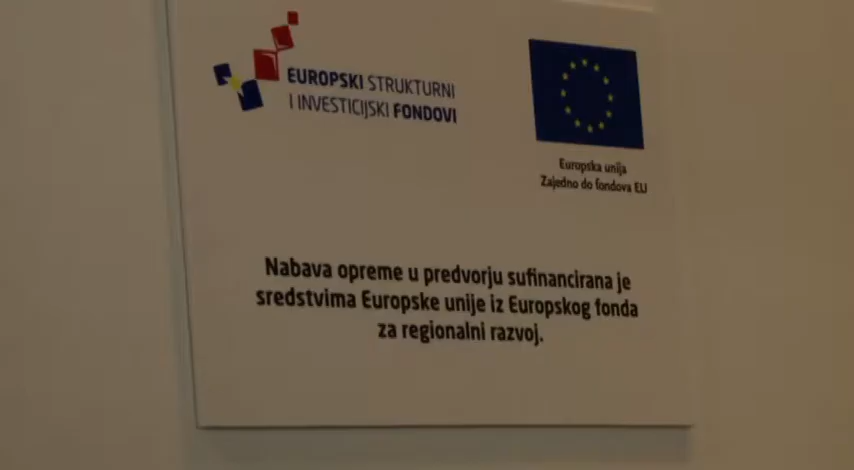 EUROPSKI STRUKTURNI
I INVESTICIJSKI FONDOVI
Europska unija
Zajedno do fondova EU
Nabava opreme u predvorju sufinancirana je
sredstvima Europske unije iz Europskog fonda
za regionalni razvoj.